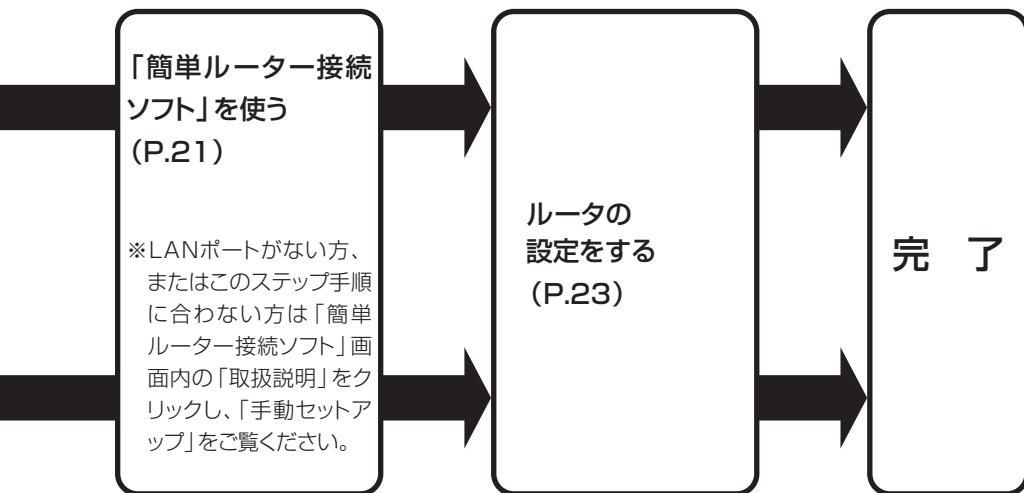 「簡単ルーター接続
ソフト」を使う
（P.21）
※LANポートがない方、
またはこのステップ手順
に合わない方は「簡単
ルーター接続ソフト」画
面内の「取扱説明」をク
リックし、「手動セットア
ップ」をご覧ください。
ルータの
設定をする
（P.23）
完　了